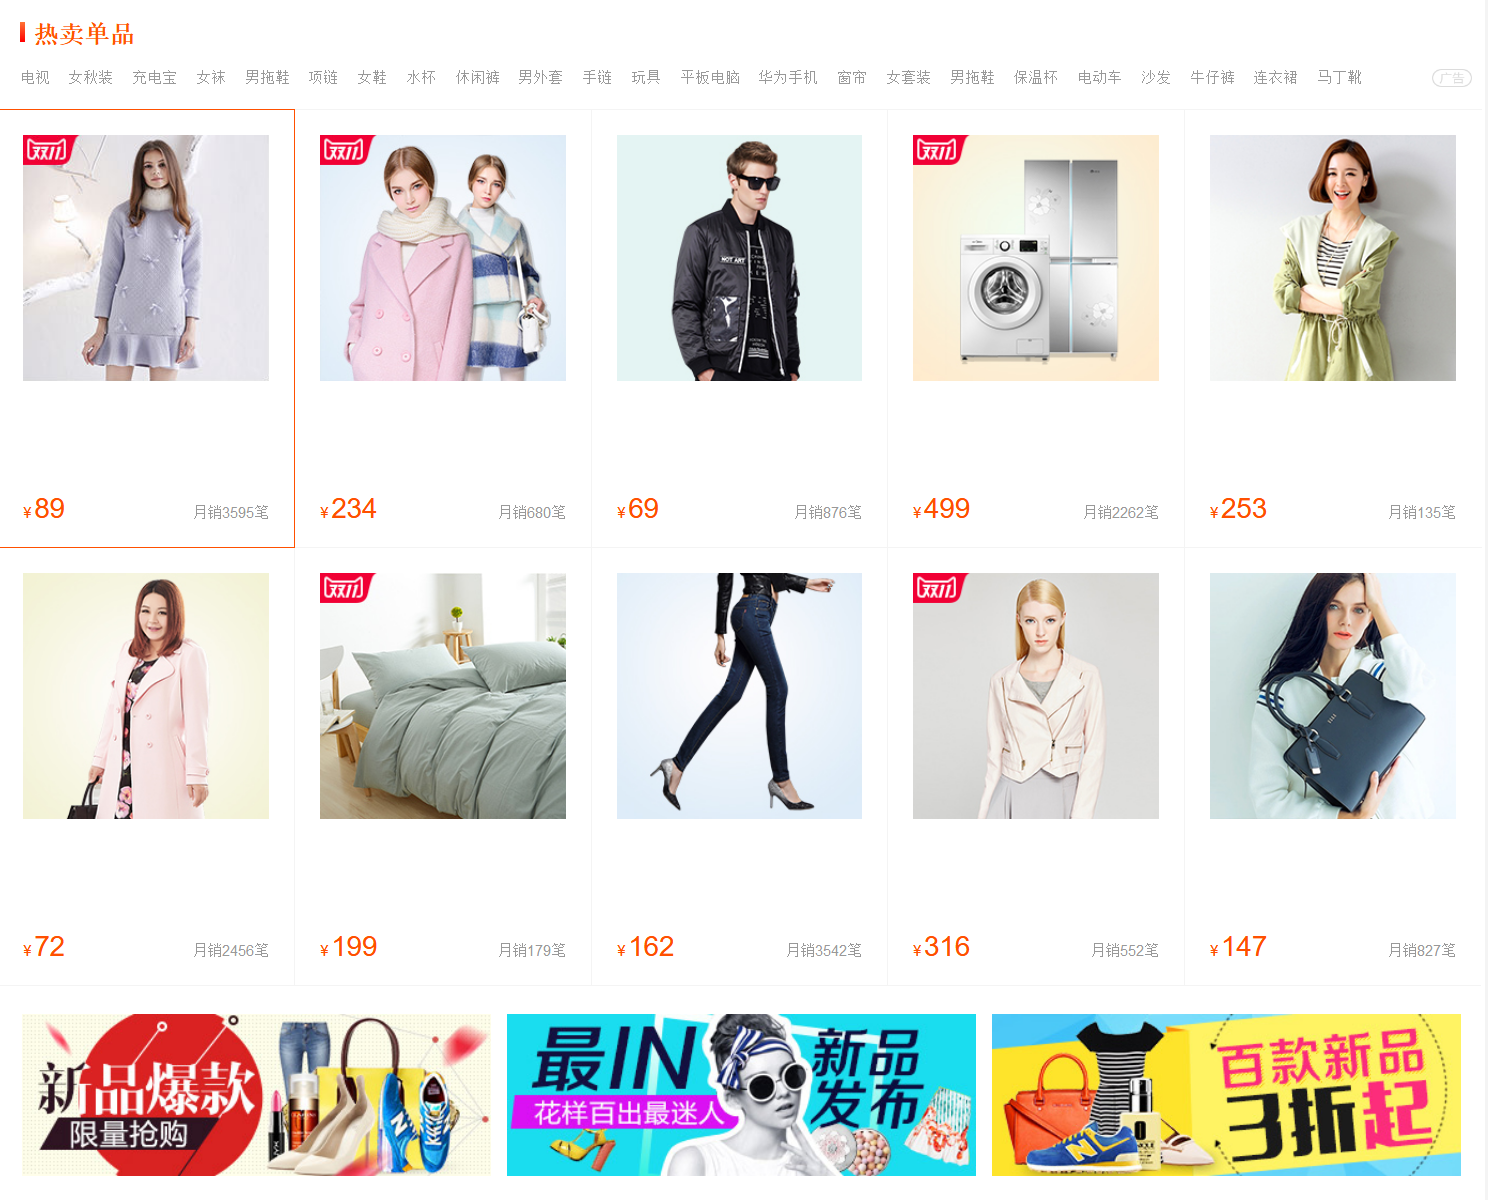 热卖单品
电视 女秋装 充电宝 女袜 男拖鞋 项链 女鞋 水杯 休闲裤 男外套 手链 玩具 平板电脑 华为手机 窗帘 女套装 男拖鞋 保温杯 电动车 沙发 牛仔裤 连衣裙 马丁靴 广告
双11 双11 双11
NOT ART
¥89 月销3595笔 ¥234 月销680笔 ¥69 月销876笔 ¥499 月销2262笔 ¥253 月销135笔
双11 双11
¥72 月销2456笔 ¥199 月销179笔 ¥162 月销3542笔 ¥316 月销552笔 ¥147 月销827笔
新品爆款
限量抢购
最IN 新品发布
花样百出最迷人
百款新品
3折起